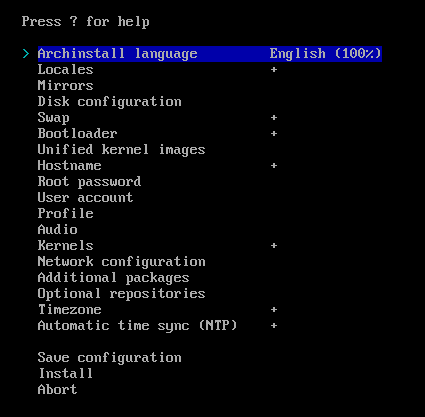 Press ? for help
> Archinstall language English (100%)
Locales +
Mirrors
Disk configuration
Swap +
Bootloader +
Unified kernel images
Hostname +
Root password
User account
Profile
Audio
Kernels +
Network configuration
Additional packages
Optional repositories
Timezone +
Automatic time sync (NTP) +
Save configuration
Install
Abort